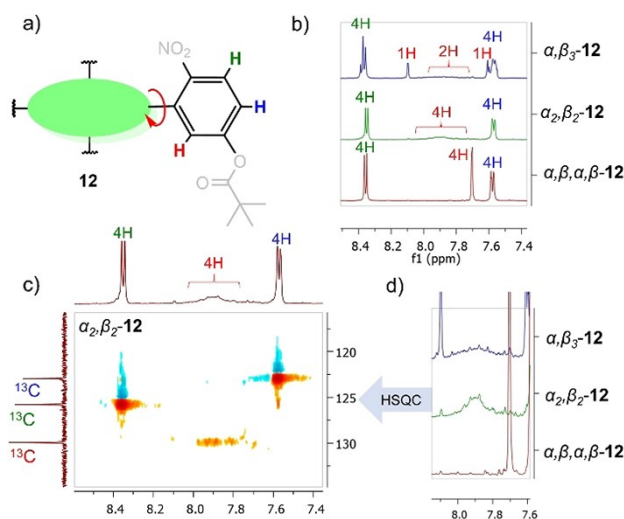 a)
NO₂
H
H
H
O
O
12
b)
4H
1H
2H
1H
4H
α,β₃-12
4H
4H
4H
α₂,β₂-12
4H
4H
4H
α,β,α,β-12
8.4 8.2 8.0 7.8 7.6 7.4
f1 (ppm)
c)
4H
4H
4H
α₂,β₂-12
¹³C
¹³C
¹³C
120
125
130
8.4 8.2 8.0 7.8 7.6 7.4
HSQC
d)
α,β₃-12
α₂,β₂-12
α,β,α,β-12
8.0 7.8 7.6